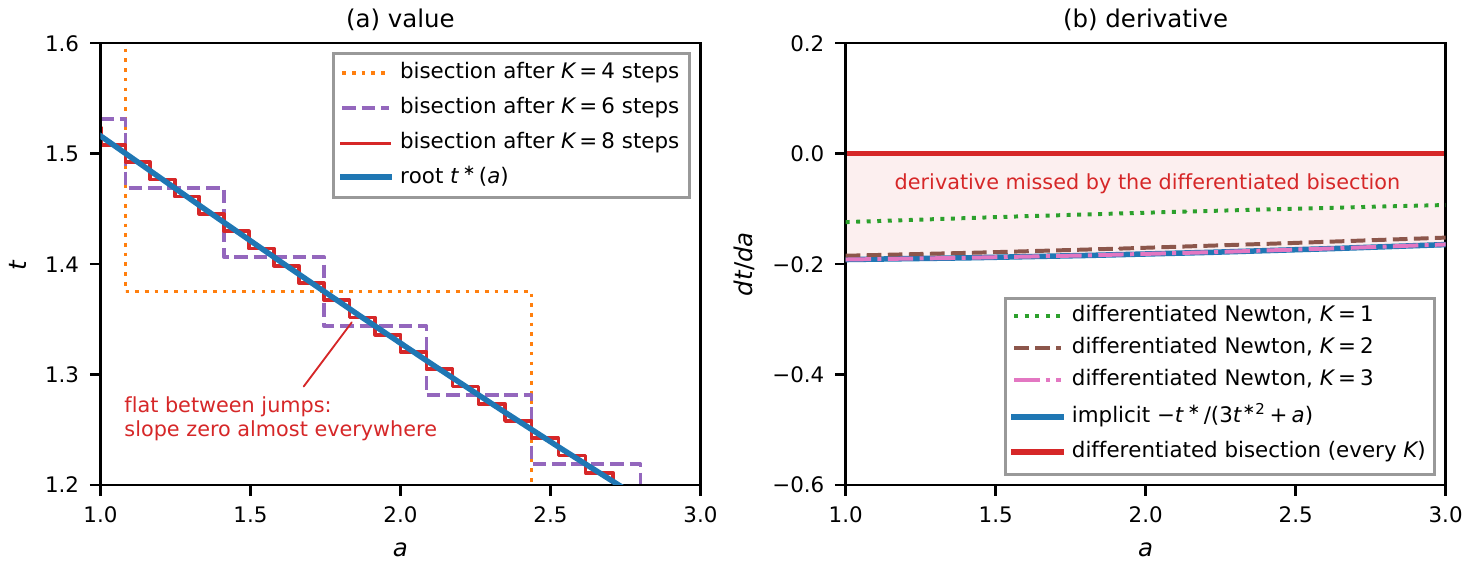 (a) value
1.6
1.5
1.4
1.3
1.2
t
1.0
1.5
2.0
2.5
3.0
a
bisection after K = 4 steps
bisection after K = 6 steps
bisection after K = 8 steps
root t*(a)
flat between jumps:
slope zero almost everywhere
(b) derivative
0.2
0.0
−0.2
−0.4
−0.6
dt/da
1.0
1.5
2.0
2.5
3.0
a
derivative missed by the differentiated bisection
differentiated Newton, K = 1
differentiated Newton, K = 2
differentiated Newton, K = 3
implicit −t*/(3t*² + a)
differentiated bisection (every K)